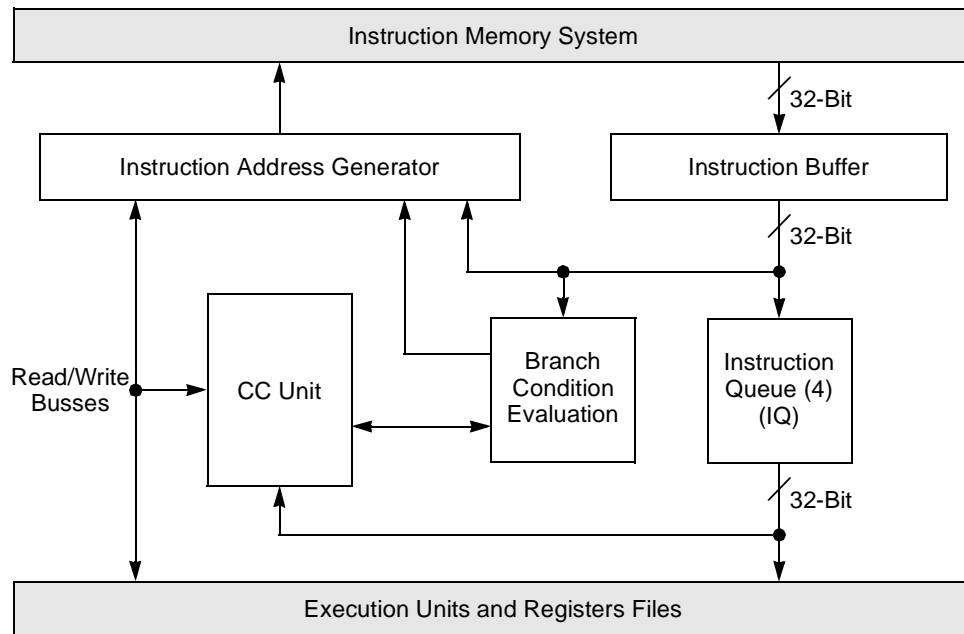 Instruction Memory System
32-Bit
Instruction Address Generator
Instruction Buffer
32-Bit
Read/Write
Busses
CC Unit
Branch
Condition
Evaluation
Instruction
Queue (4)
(IQ)
32-Bit
Execution Units and Registers Files